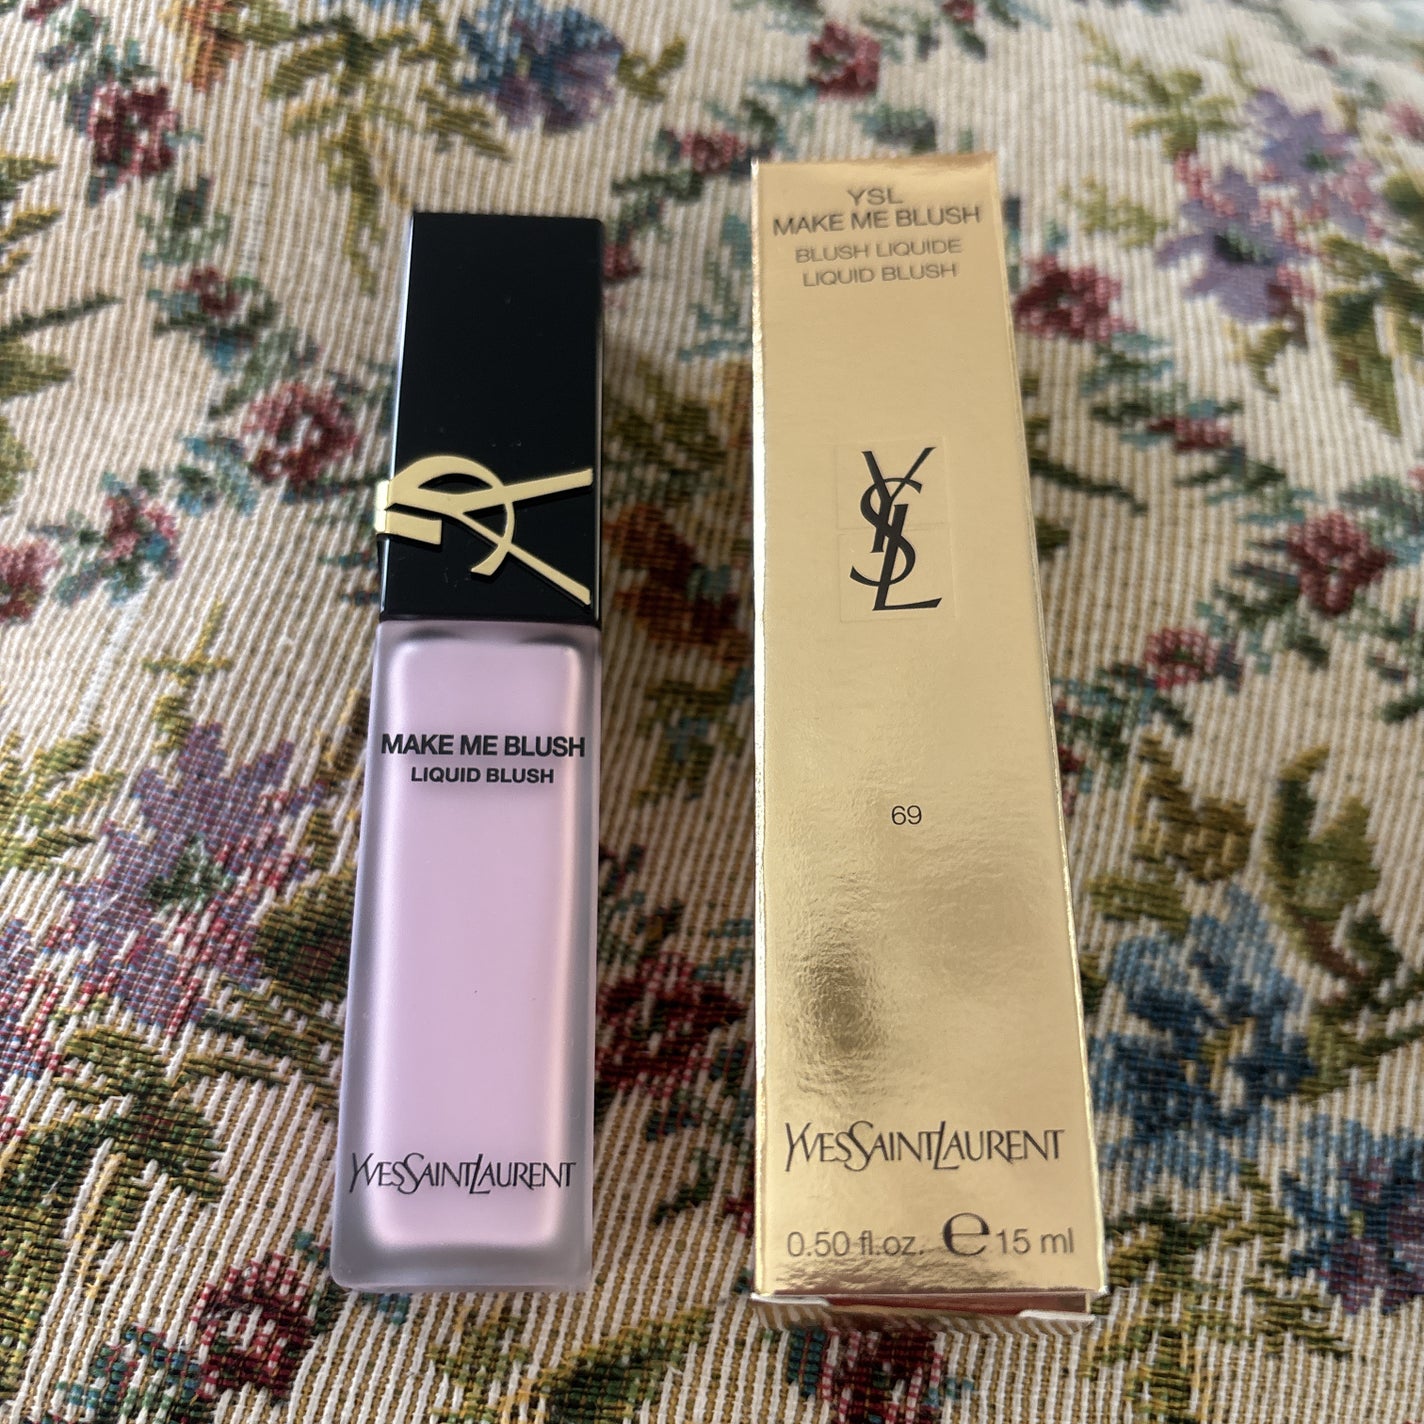 MAKE ME BLUSH
LIQUID BLUSH
YVESSAINTLAURENT
YSL
MAKE ME BLUSH
BLUSH LIQUIDE
LIQUID BLUSH
YSL
69
YVESSAINTLAURENT
0.50 fl.oz. e 15 ml